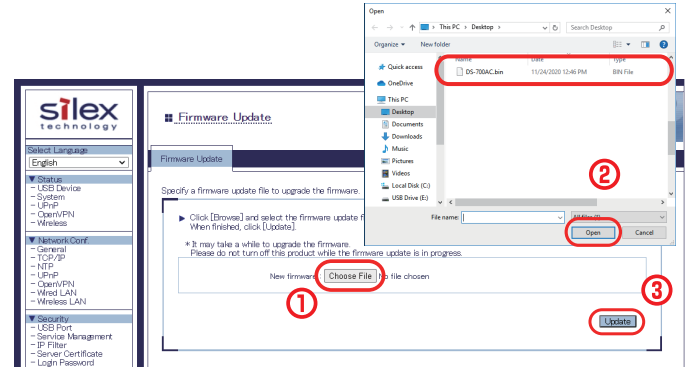 Open
This PC > Desktop >
Search Desktop
Organize
New folder
Name
Date
Type
DS-700AC.bin
11/24/2020 12:46 PM
BIN File
Quick access
OneDrive
This PC
Desktop
Documents
Downloads
Music
Pictures
Videos
Local Disk (C:)
USB Drive (E:)
File name:
Open
Cancel
②
silex
technology
Select Language
English
▼ Status
- USB Device
- System
- UPnP
- OpenVPN
- Wireless
▼ Network Conf.
- General
- TCP/IP
- NTP
- UPnP
- OpenVPN
- Wired LAN
- Wireless LAN
▼ Security
- USB Port
- Service Management
- IP Filter
- Server Certificate
- Login Password
Firmware Update
Firmware Update
Specify a firmware update file to upgrade the firmware.
Click [Browse] and select the firmware update f
When finished, click [Update].
* It may take a while to upgrade the firmware.
Please do not turn off this product while the firmware update is in progress.
New firmware: Choose File No file chosen
①
③
Update